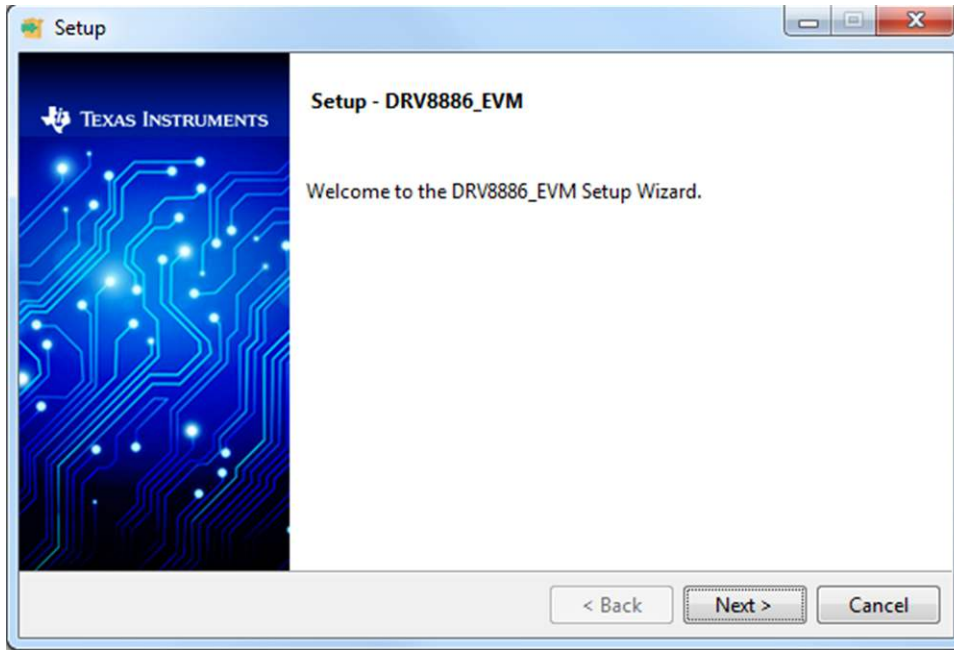 Setup
TEXAS INSTRUMENTS
Setup - DRV8886_EVM
Welcome to the DRV8886_EVM Setup Wizard.
< Back
Next >
Cancel